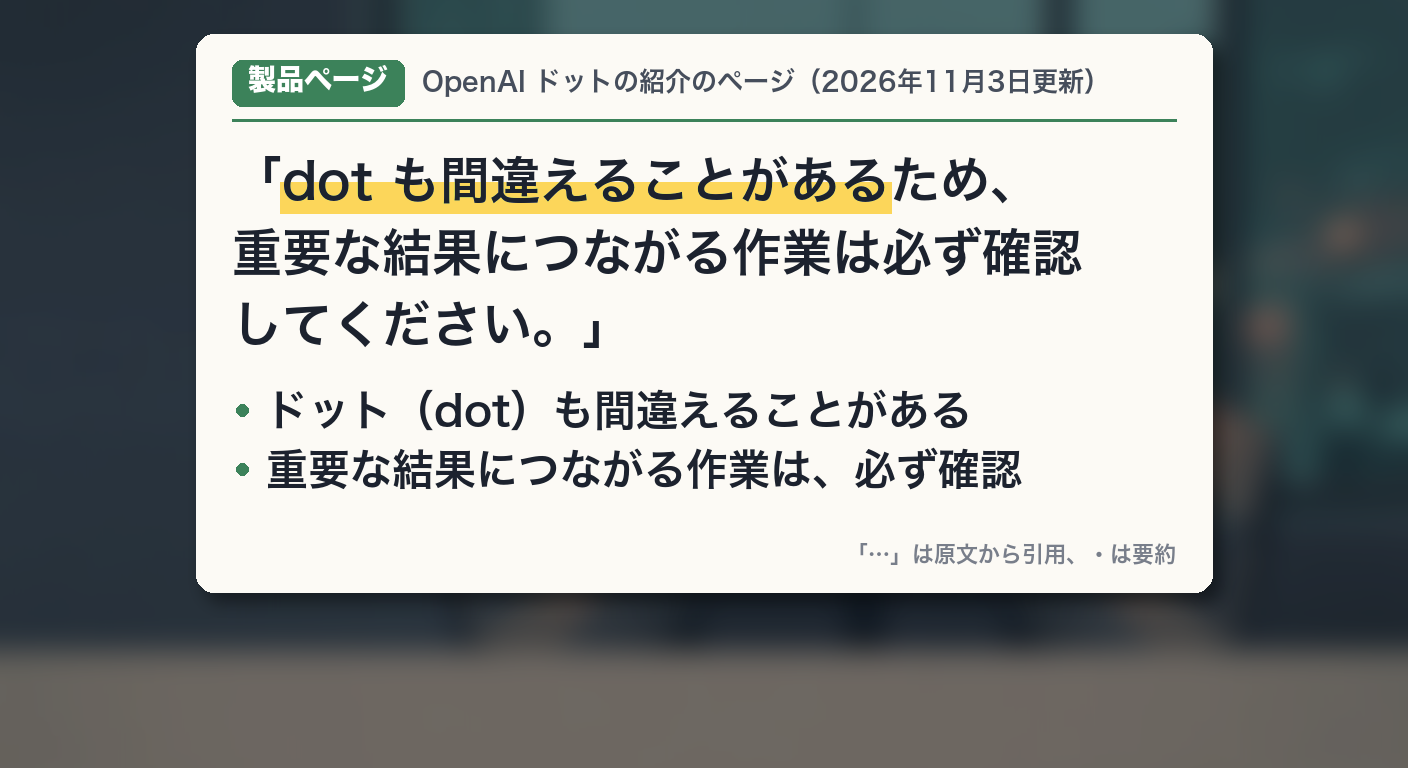 製品ページ
OpenAI ドットの紹介のページ（2026年11月3日更新）
「dot も間違えることがあるため、
重要な結果につながる作業は必ず確認
してください。」
• ドット（dot）も間違えることがある
• 重要な結果につながる作業は、必ず確認
「…」は原文から引用、・は要約